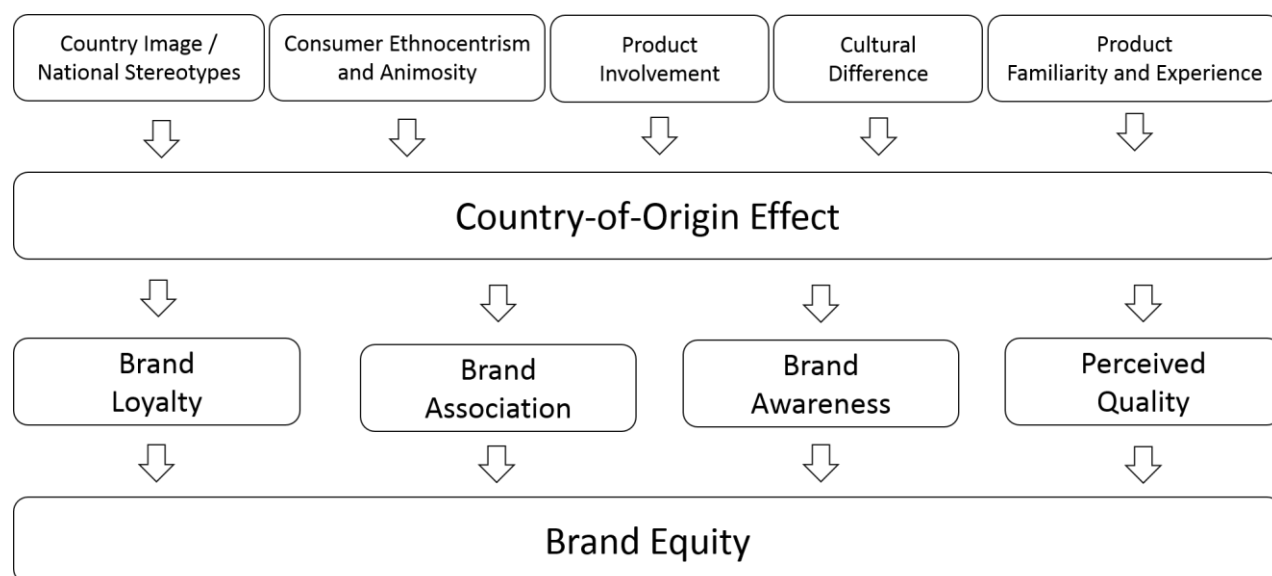 Country Image /
National Stereotypes
Consumer Ethnocentrism
and Animosity
Product
Involvement
Cultural
Difference
Product
Familiarity and Experience
Country-of-Origin Effect
Brand
Loyalty
Brand
Association
Brand
Awareness
Perceived
Quality
Brand Equity